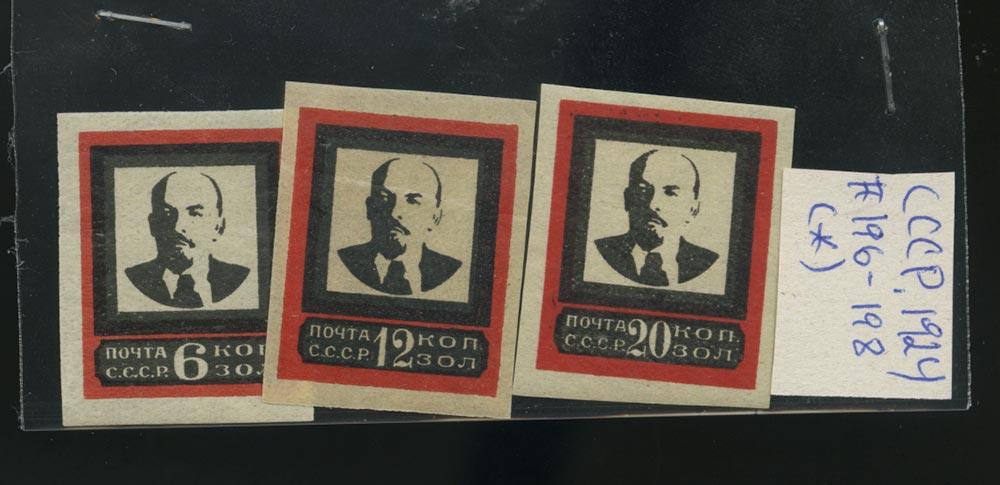 ПОЧТА 6 КОП
С.С.С.Р. ЗОЛ
ПОЧТА 12 КОП
С.С.С.Р. ЗОЛ
ПОЧТА 20 КОП.
С.С.С.Р. ЗОЛ
СССР, 1924
#196-198
(*)